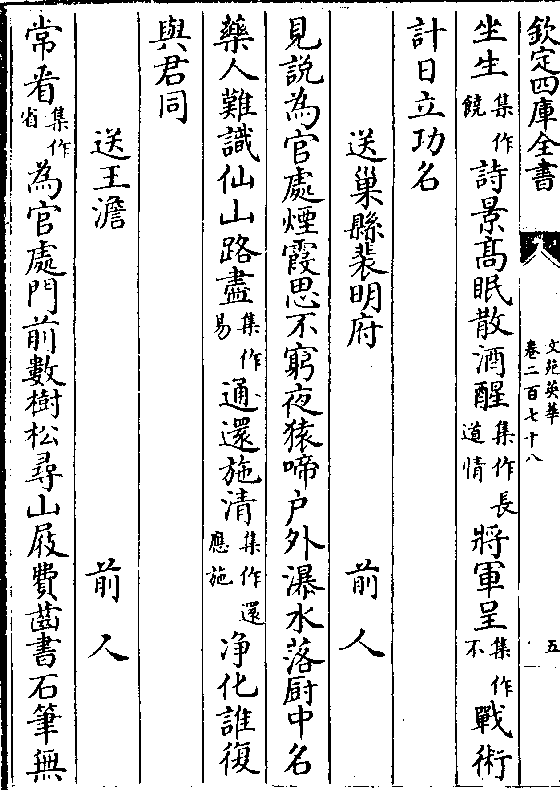 欽定四庫全書
文苑英華
卷二百七十八
五
坐生集作饒詩景高眠散酒醒集作長道情將軍呈集作不戰術
計日立功名
送巢縣裴明府 前人
見說為官處煙霞思不窮夜猿啼戶外瀑水落厨中名
藥人難識仙山路盡集作易通還施清集作還應施净化誰復
與君同
送王澹 前人
常看集作省為官處門前數樹松尋山屐費齒書石筆無